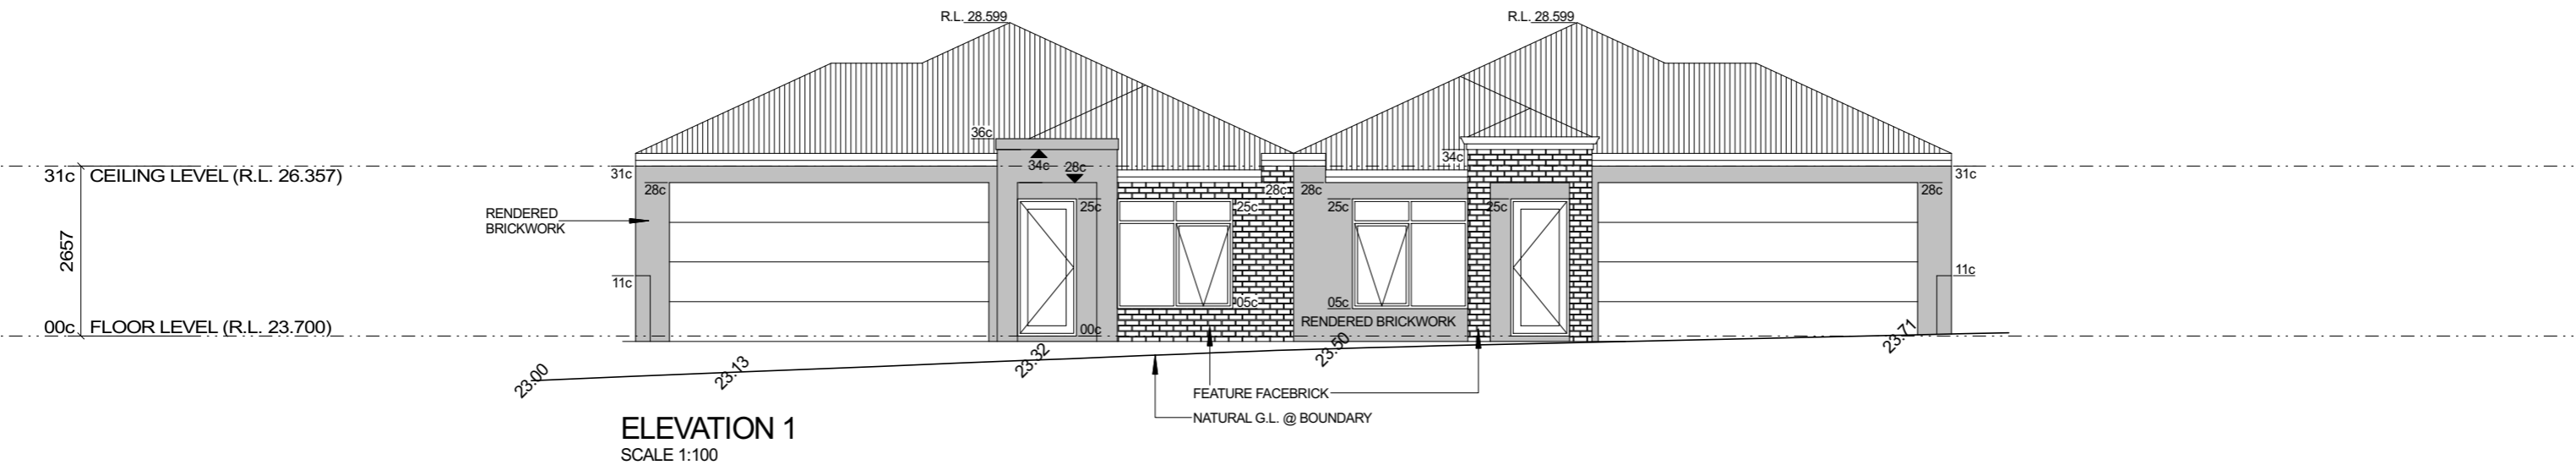 R.L. 28.599
R.L. 28.599
36c
34c
28c
34c
31c CEILING LEVEL (R.L. 26.357)
31c
31c
28c
28c
28c
28c
RENDERED
BRICKWORK
25c
25c
25c
25c
2657
11c
11c
05c
05c
00c FLOOR LEVEL (R.L. 23.700)
00c
RENDERED BRICKWORK
23.00
23.13
23.32
23.50
23.71
FEATURE FACEBRICK
NATURAL G.L. @ BOUNDARY
ELEVATION 1
SCALE 1:100